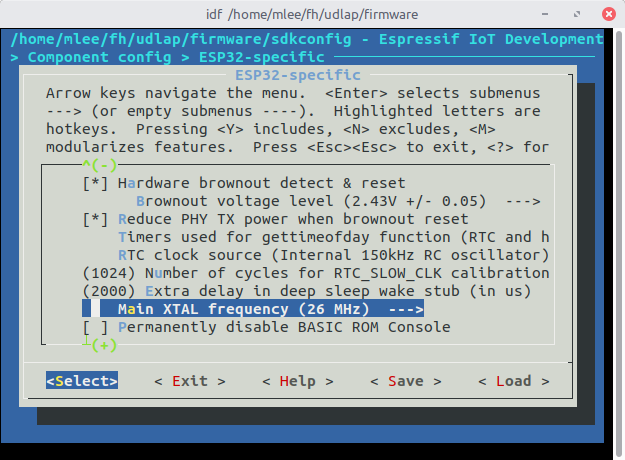 idf /home/mlee/fh/udlap/firmware
/home/mlee/fh/udlap/firmware/sdkconfig - Espressif IoT Development
> Component config > ESP32-specific
ESP32-specific
Arrow keys navigate the menu.  <Enter> selects submenus
---> (or empty submenus ----).  Highlighted letters are
hotkeys.  Pressing <Y> includes, <N> excludes, <M>
modularizes features.  Press <Esc><Esc> to exit, <?> for
^(-)
[*] Hardware brownout detect & reset
Brownout voltage level (2.43V +/- 0.05)  --->
[*] Reduce PHY TX power when brownout reset
Timers used for gettimeofday function (RTC and h
RTC clock source (Internal 150kHz RC oscillator)
(1024) Number of cycles for RTC_SLOW_CLK calibration
(2000) Extra delay in deep sleep wake stub (in us)
Main XTAL frequency (26 MHz)  --->
[ ] Permanently disable BASIC ROM Console
┴(+)
<Select>    < Exit >    < Help >    < Save >    < Load >